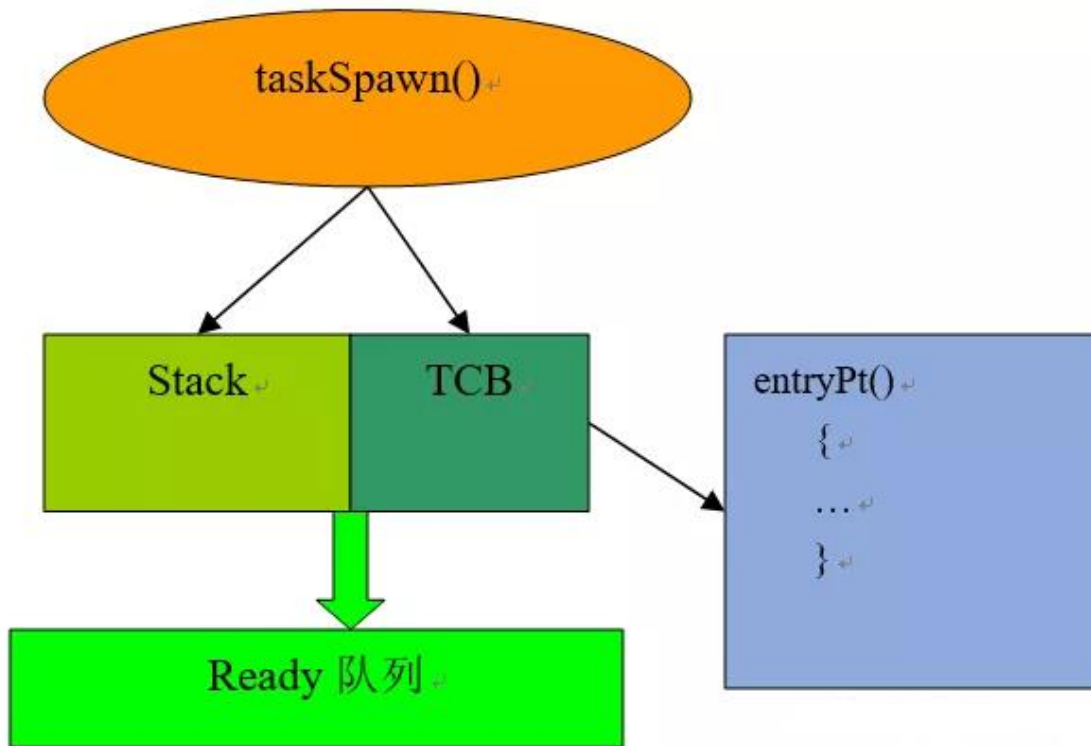 taskSpawn()
Stack
TCB
entryPt()
{
…
}
Ready 队列